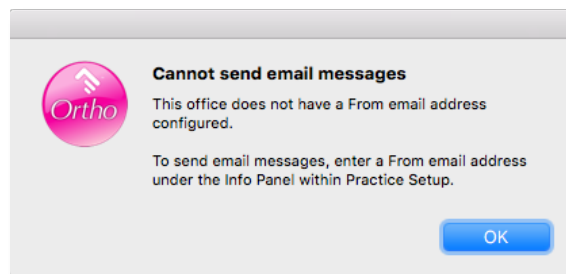 Ortho
Cannot send email messages
This office does not have a From email address
configured.
To send email messages, enter a From email address
under the Info Panel within Practice Setup.
OK